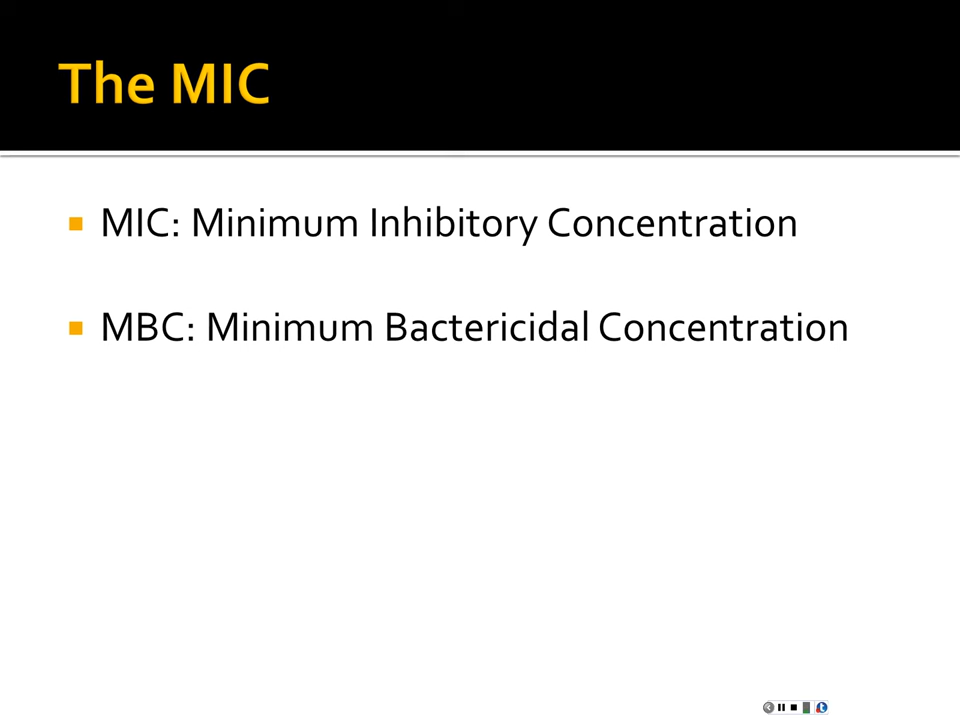 The MIC
MIC: Minimum Inhibitory Concentration
MBC: Minimum Bactericidal Concentration